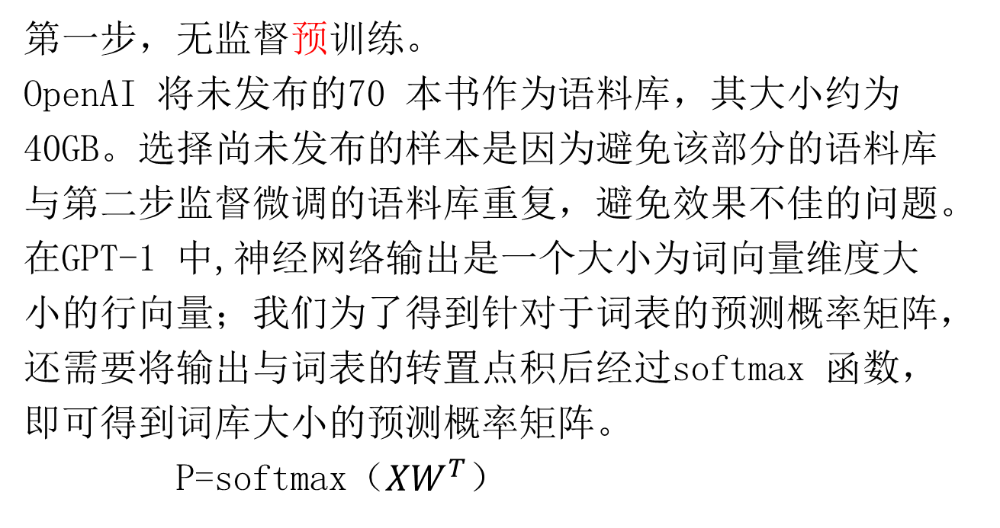 第一步，无监督预训练。
OpenAI 将未发布的70 本书作为语料库，其大小约为
40GB。选择尚未发布的样本是因为避免该部分的语料库
与第二步监督微调的语料库重复，避免效果不佳的问题。
在GPT-1 中,神经网络输出是一个大小为词向量维度大
小的行向量；我们为了得到针对于词表的预测概率矩阵，
还需要将输出与词表的转置点积后经过softmax 函数，
即可得到词库大小的预测概率矩阵。
P=softmax（XWᵀ）